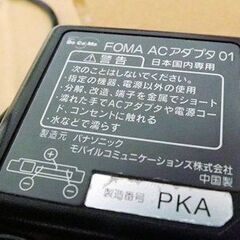 DoCoMo
FOMA ACアダプタ 01
⚠警告 日本国内専用
次のことはしないでください。
・指定の機器、電源以外での使用
・分解、改造、端子を金属でショート
・濡れた手でACアダプタや電源コー
ド、コンセントに触れる
・水などで濡らす
製造元 パナソニック
モバイルコミュニケーションズ株式会社
中国製
製造番号 PKA